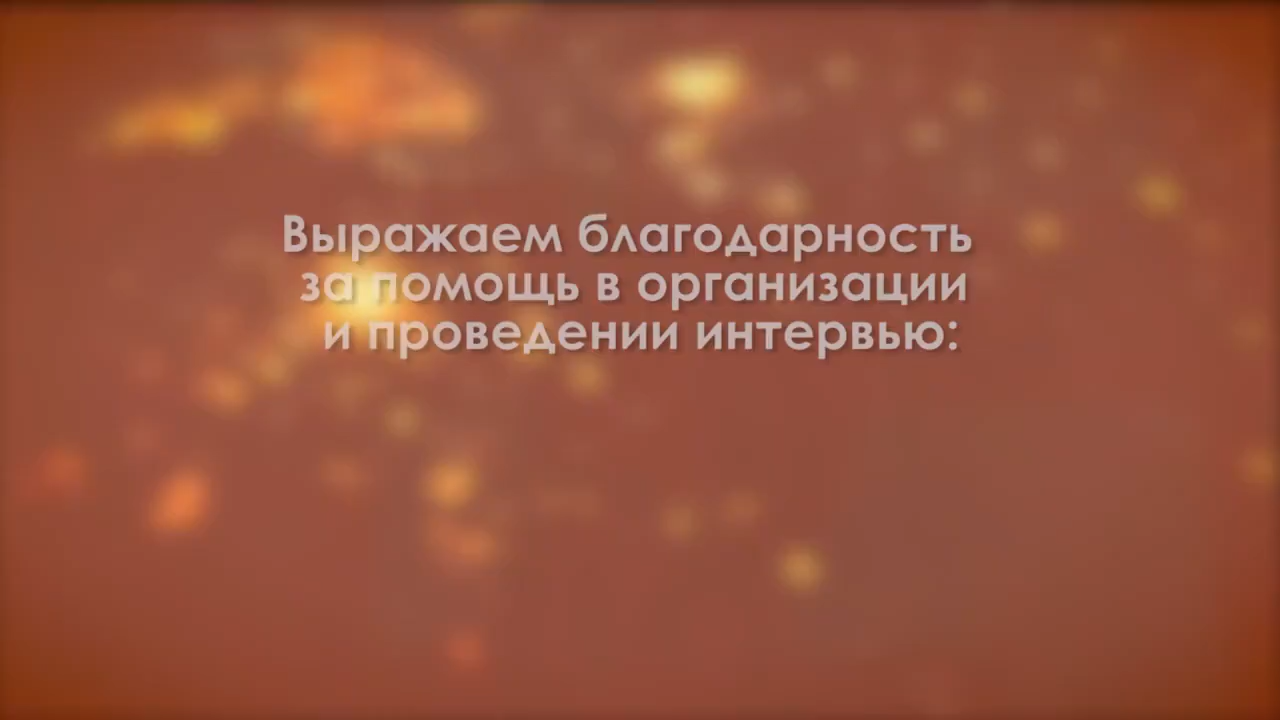 Выражаем благодарность
за помощь в организации
и проведении интервью: